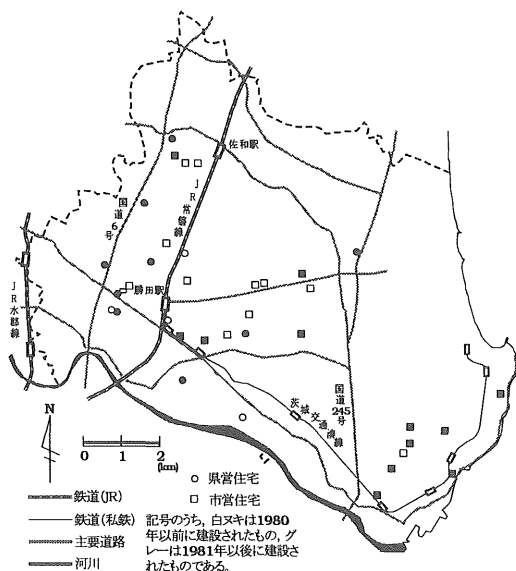 佐和駅
JR常磐線
国道6号
勝田駅
JR水郡線
国道245号
茨城交通湊線
N
0 1 2
(km)
鉄道(JR)
鉄道(私鉄)
主要道路
河川
県営住宅
市営住宅
記号のうち，白ヌキは1980
年以前に建設されたもの，グ
レーは1981年以後に建設さ
れたものである。